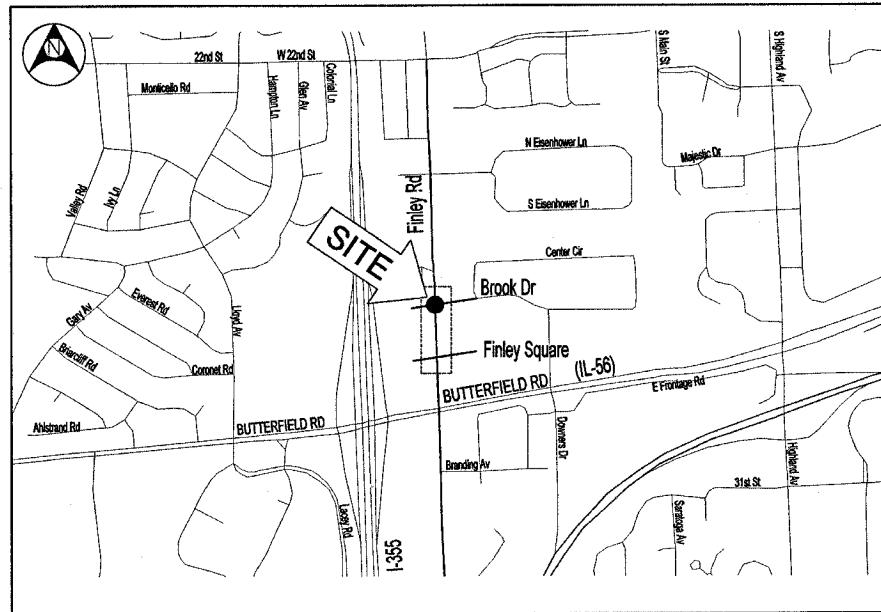 N
22nd St
W 22nd St
S Main St
S Highland Av
Monticello Rd
Hampton Ln
Glen Av
Colonial Ln
N Eisenhower Ln
Majestic Dr
Valley Rd
Ivy Ln
Finley Rd
S Eisenhower Ln
SITE
Center Cir
Brook Dr
Everest Rd
Gary Av
Lloyd Av
Briarcliff Rd
Coronet Rd
Finley Square
(IL-56)
BUTTERFIELD RD
E Frontage Rd
Ahlstrand Rd
BUTTERFIELD RD
Downers Dr
Branding Av
Highland Av
31st St
Lacey Rd
I-355
Saratoga Av